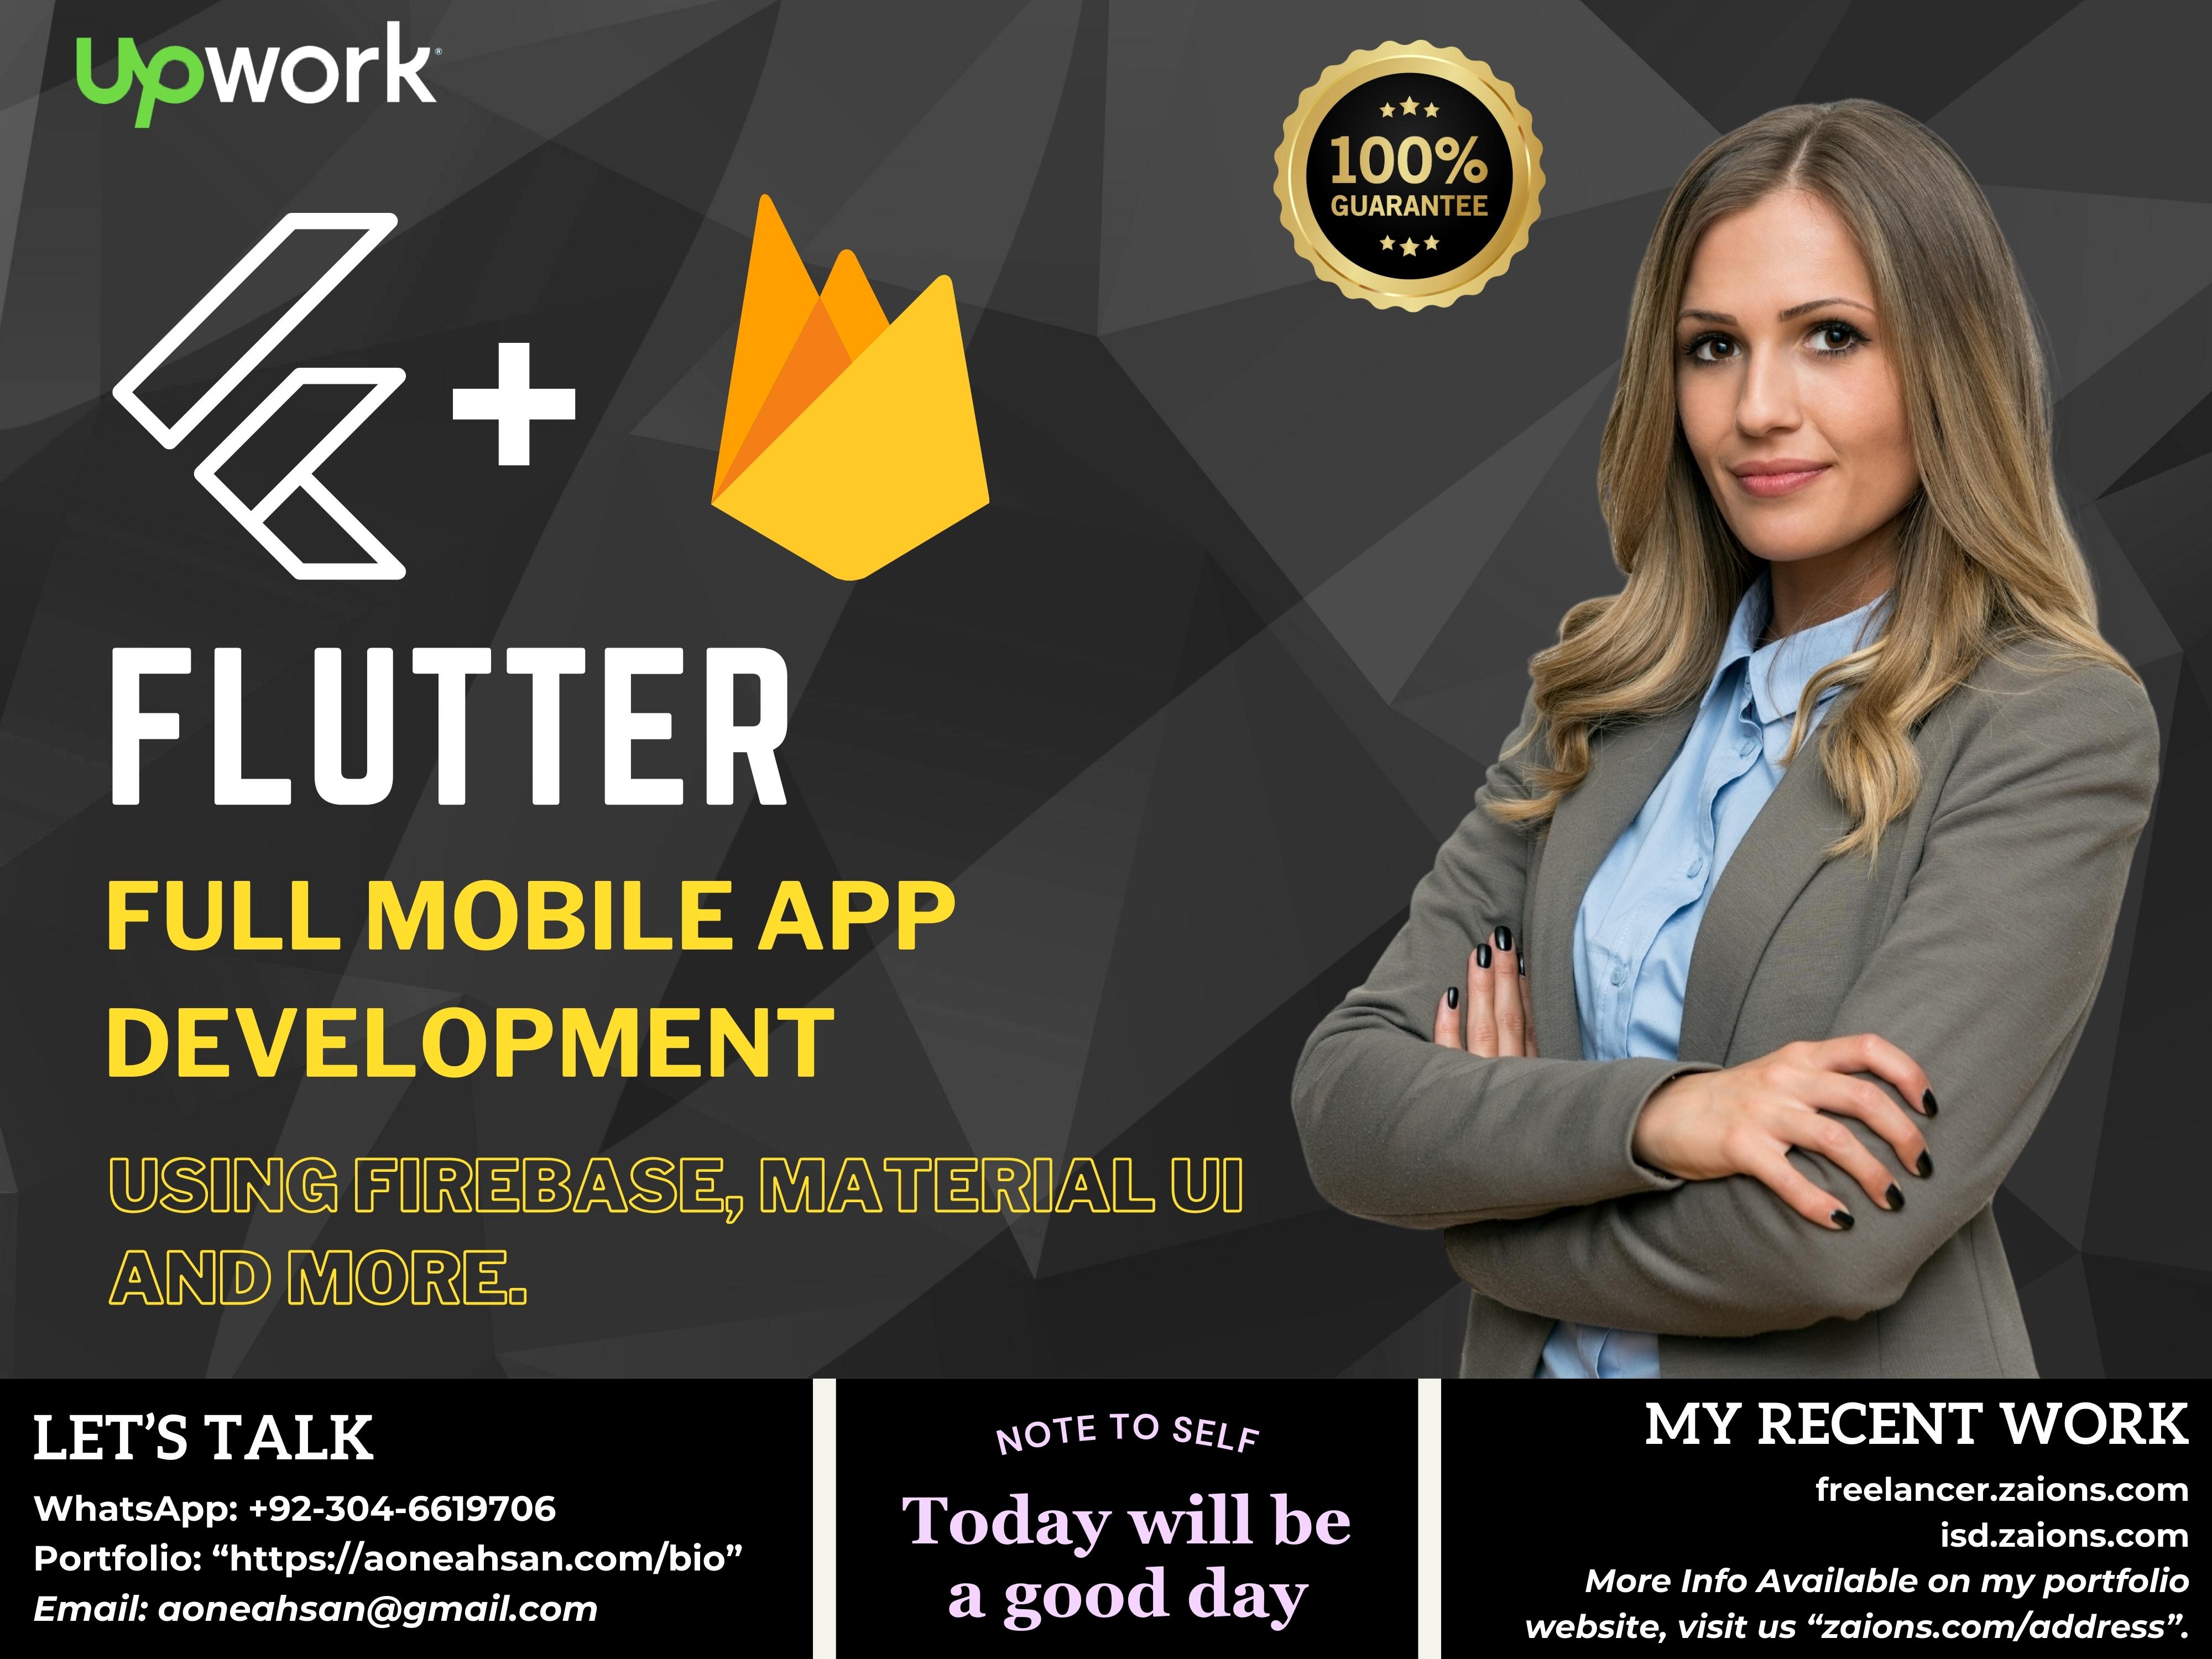 upwork®
100%
GUARANTEE
FLUTTER
FULL MOBILE APP
DEVELOPMENT
USING FIREBASE, MATERIAL UI
AND MORE.
LET’S TALK
WhatsApp: +92-304-6619706
Portfolio: “https://aoneahsan.com/bio”
Email: aoneahsan@gmail.com
NOTE TO SELF
Today will be
a good day
MY RECENT WORK
freelancer.zaions.com
isd.zaions.com
More Info Available on my portfolio
website, visit us “zaions.com/address”.